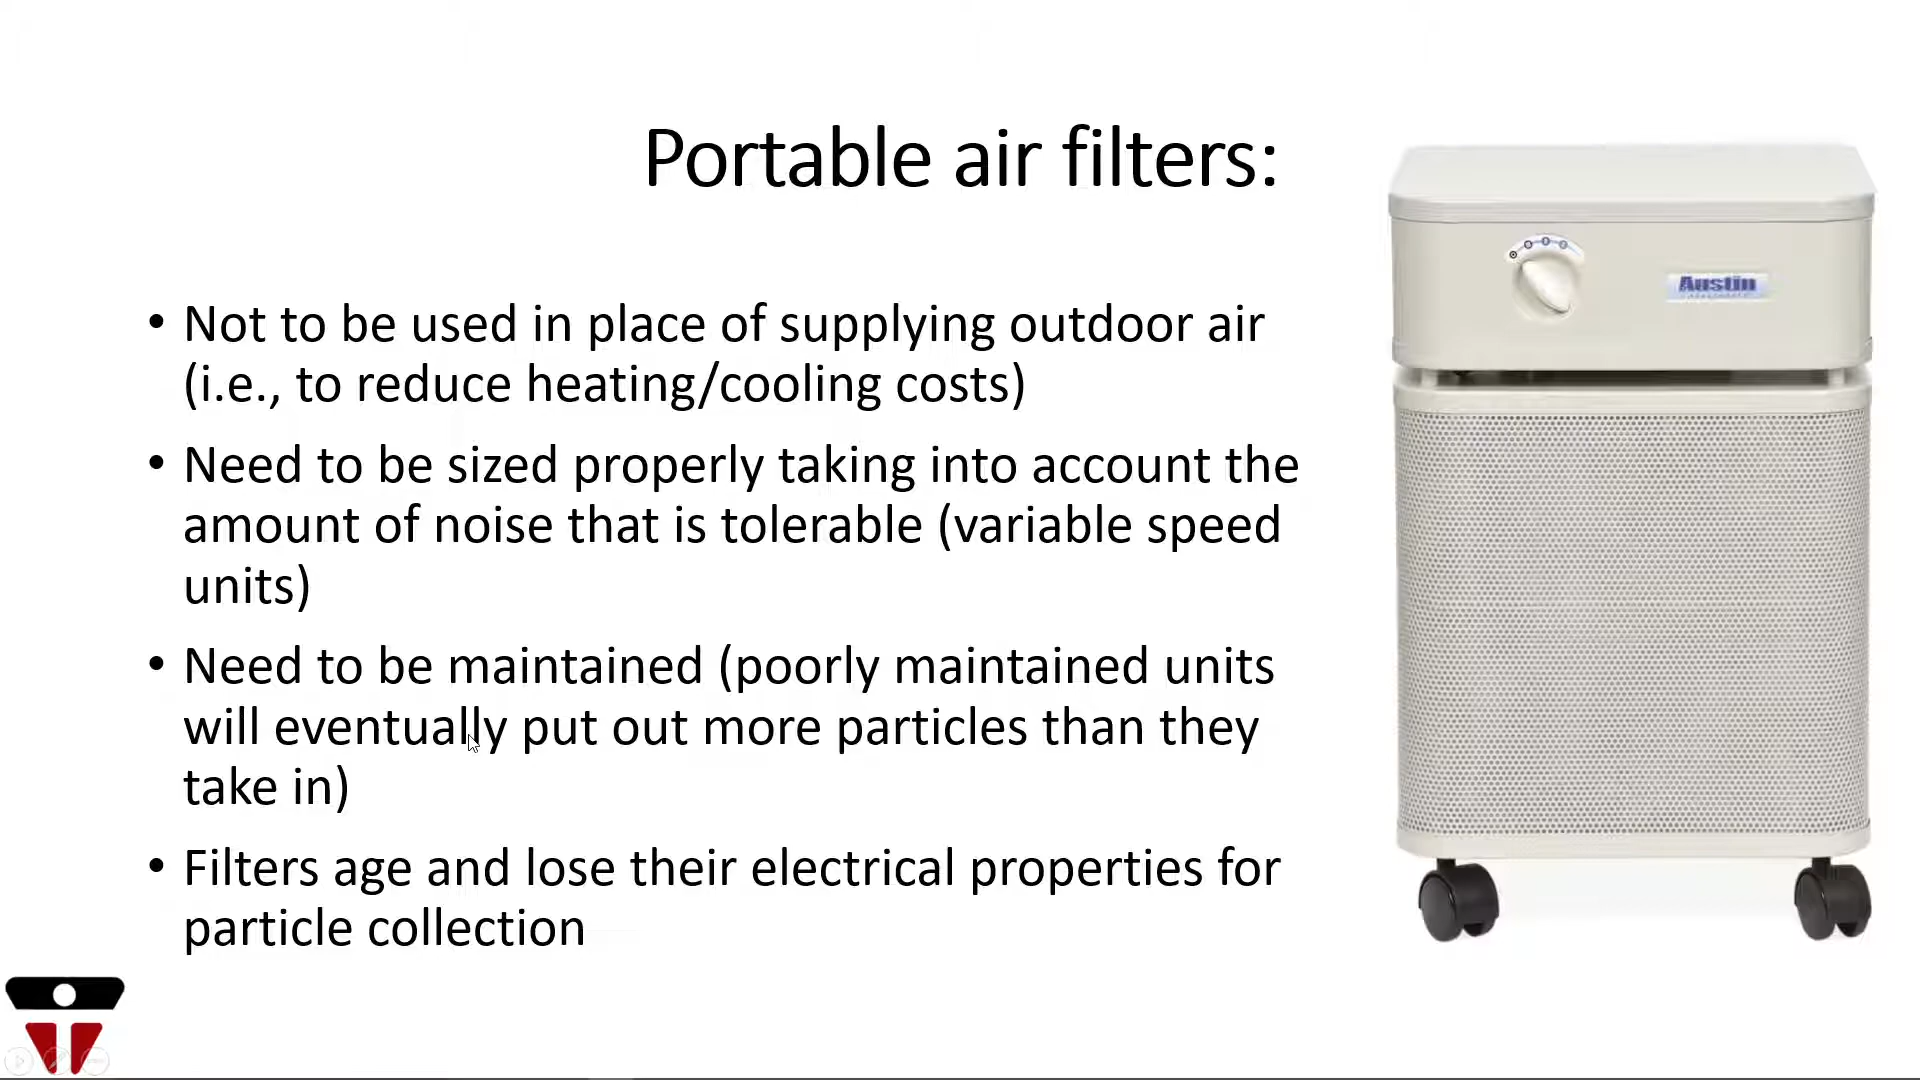 Portable air filters:
• Not to be used in place of supplying outdoor air
(i.e., to reduce heating/cooling costs)
• Need to be sized properly taking into account the
amount of noise that is tolerable (variable speed
units)
• Need to be maintained (poorly maintained units
will eventually put out more particles than they
take in)
• Filters age and lose their electrical properties for
particle collection
Austin